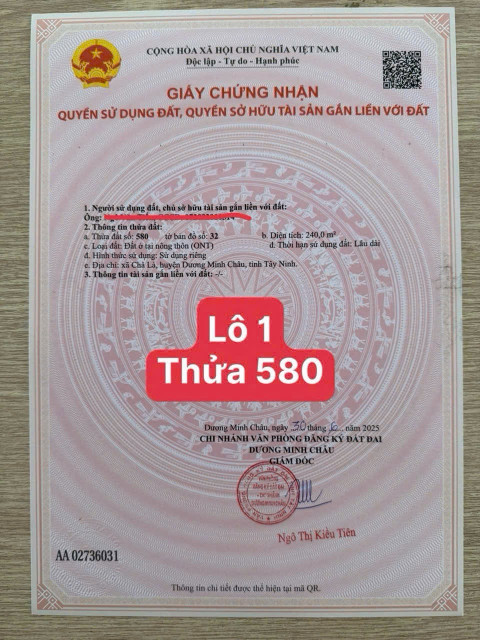 CỘNG HÒA XÃ HỘI CHỦ NGHĨA VIỆT NAM
Độc lập - Tự do - Hạnh phúc
GIẤY CHỨNG NHẬN
QUYỀN SỬ DỤNG ĐẤT, QUYỀN SỞ HỮU TÀI SẢN GẮN LIỀN VỚI ĐẤT
1. Người sử dụng đất, chủ sở hữu tài sản gắn liền với đất:
Ông:
2. Thông tin thửa đất:
a. Thửa đất số: 580 tờ bản đồ số: 32 b. Diện tích: 240,0 m²
c. Loại đất: Đất ở tại nông thôn (ONT) d. Thời hạn sử dụng đất: Lâu dài
đ. Hình thức sử dụng: Sử dụng riêng
e. Địa chỉ: xã Chà Là, huyện Dương Minh Châu, tỉnh Tây Ninh.
3. Thông tin tài sản gắn liền với đất: -/-
Lô 1
Thửa 580
Dương Minh Châu, ngày 30 tháng 6 năm 2025
CHI NHÁNH VĂN PHÒNG ĐĂNG KÝ ĐẤT ĐAI
DƯƠNG MINH CHÂU
GIÁM ĐỐC
Ngô Thị Kiều Tiên
AA 02736031
Thông tin chi tiết được thể hiện tại mã QR.